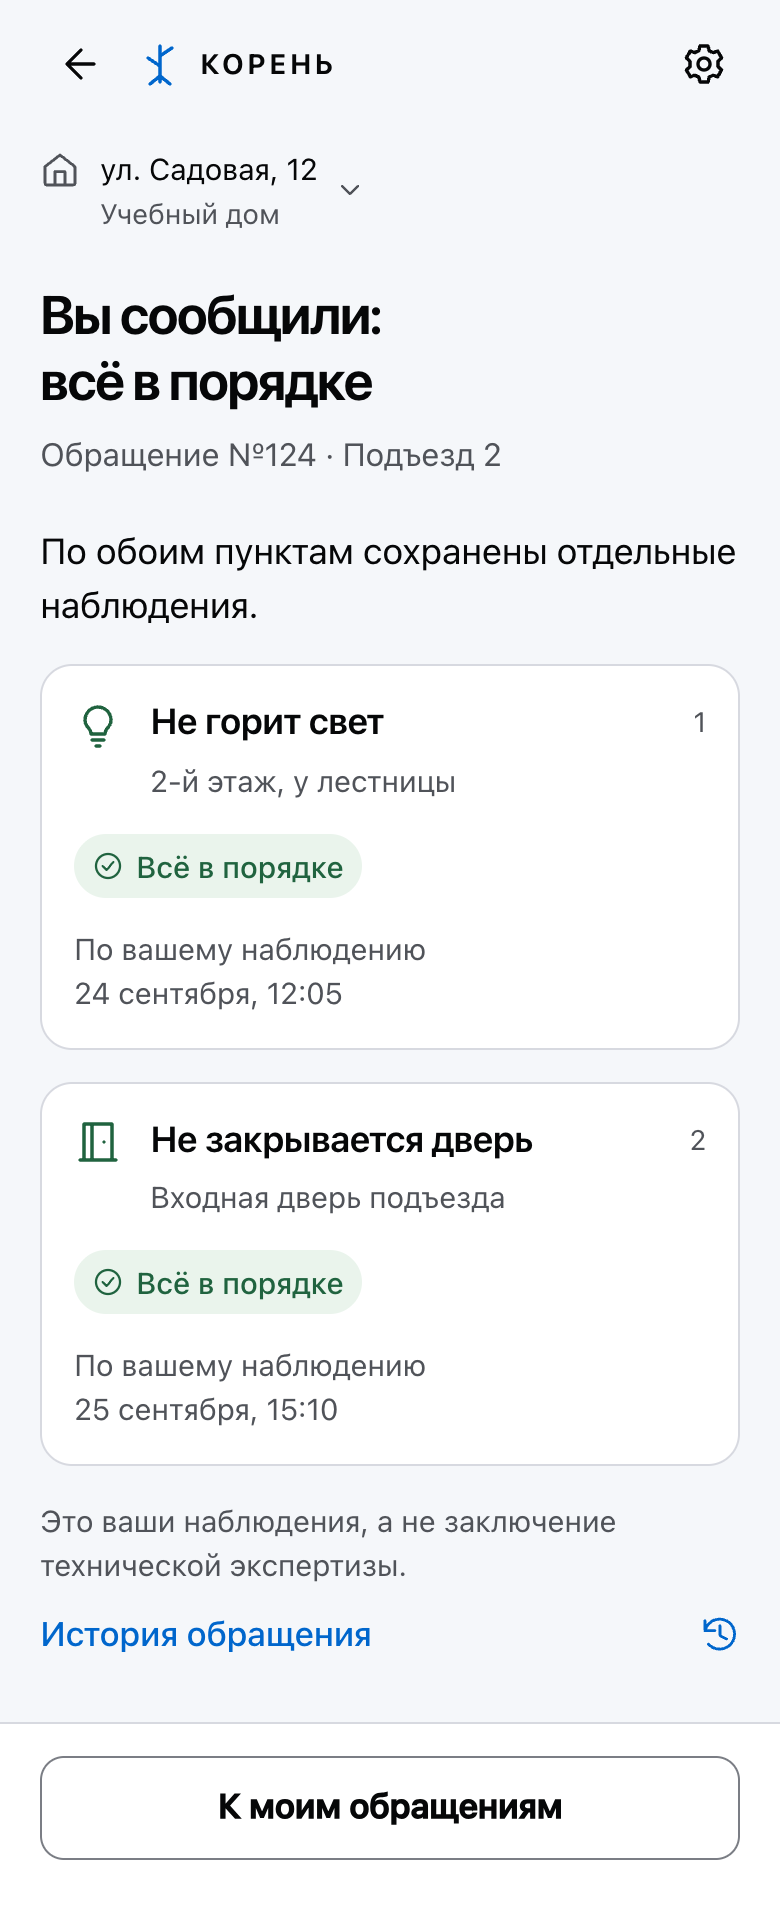 КОРЕНЬ
ул. Садовая, 12
Учебный дом
Вы сообщили:
всё в порядке
Обращение №124 · Подъезд 2
По обоим пунктам сохранены отдельные
наблюдения.
Не горит свет 1
2-й этаж, у лестницы
Всё в порядке
По вашему наблюдению
24 сентября, 12:05
Не закрывается дверь 2
Входная дверь подъезда
Всё в порядке
По вашему наблюдению
25 сентября, 15:10
Это ваши наблюдения, а не заключение
технической экспертизы.
История обращения
К моим обращениям